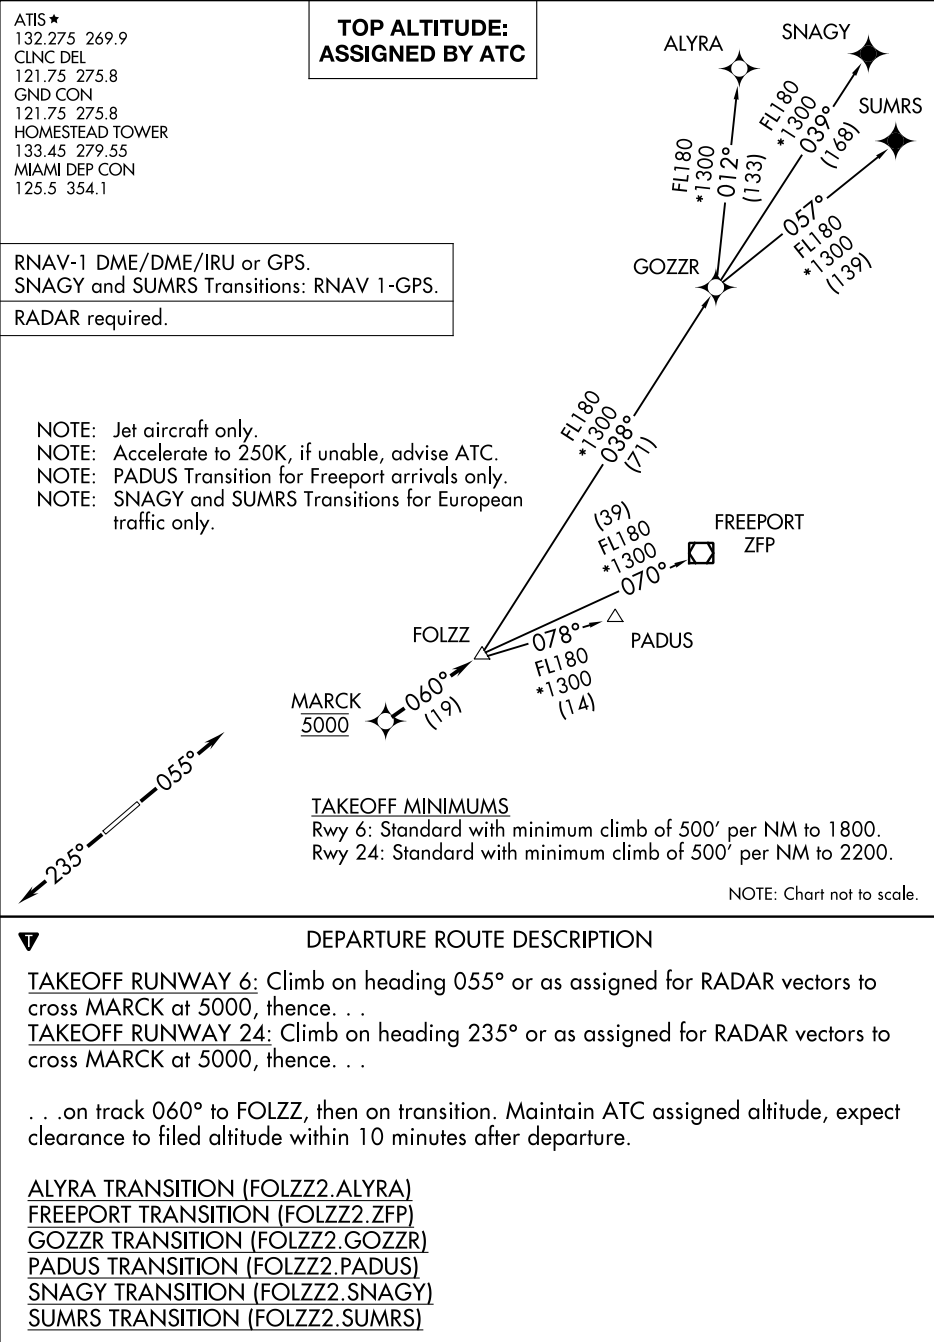 ATIS ★
132.275 269.9
CLNC DEL
121.75 275.8
GND CON
121.75 275.8
HOMESTEAD TOWER
133.45 279.55
MIAMI DEP CON
125.5 354.1
TOP ALTITUDE:
ASSIGNED BY ATC
ALYRA
SNAGY
SUMRS
FL180
*1300
012°
(133)
FL180
*1300
039°
(168)
057°
FL180
*1300
(139)
GOZZR
RNAV-1 DME/DME/IRU or GPS.
SNAGY and SUMRS Transitions: RNAV 1-GPS.
RADAR required.
FL180
*1300
038°
(71)
NOTE: Jet aircraft only.
NOTE: Accelerate to 250K, if unable, advise ATC.
NOTE: PADUS Transition for Freeport arrivals only.
NOTE: SNAGY and SUMRS Transitions for European
traffic only.
(39)
FL180
*1300
070°
FREEPORT
ZFP
FOLZZ
078°
FL180
*1300
(14)
PADUS
MARCK
5000
060°
(19)
055°
235°
TAKEOFF MINIMUMS
Rwy 6: Standard with minimum climb of 500' per NM to 1800.
Rwy 24: Standard with minimum climb of 500' per NM to 2200.
NOTE: Chart not to scale.
T
DEPARTURE ROUTE DESCRIPTION
TAKEOFF RUNWAY 6: Climb on heading 055° or as assigned for RADAR vectors to
cross MARCK at 5000, thence. . .
TAKEOFF RUNWAY 24: Climb on heading 235° or as assigned for RADAR vectors to
cross MARCK at 5000, thence. . .
. . .on track 060° to FOLZZ, then on transition. Maintain ATC assigned altitude, expect
clearance to filed altitude within 10 minutes after departure.
ALYRA TRANSITION (FOLZZ2.ALYRA)
FREEPORT TRANSITION (FOLZZ2.ZFP)
GOZZR TRANSITION (FOLZZ2.GOZZR)
PADUS TRANSITION (FOLZZ2.PADUS)
SNAGY TRANSITION (FOLZZ2.SNAGY)
SUMRS TRANSITION (FOLZZ2.SUMRS)